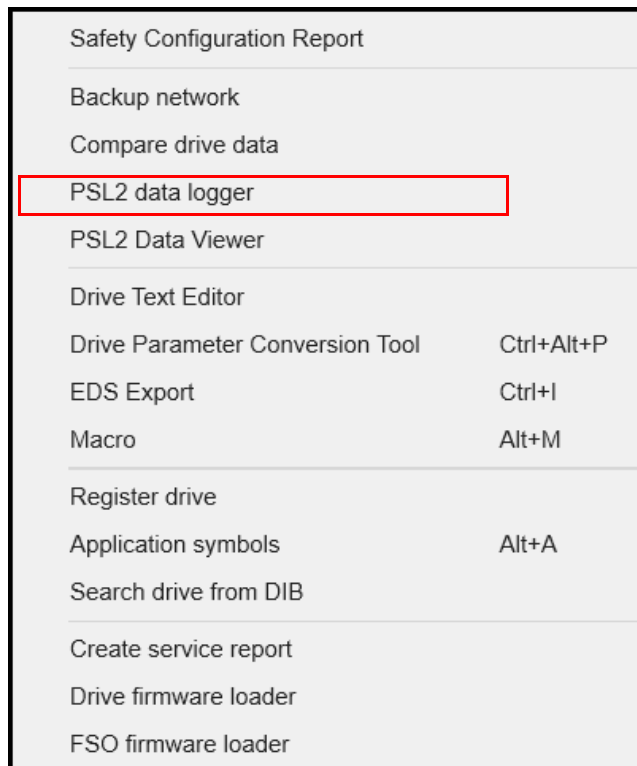 Safety Configuration Report
Backup network
Compare drive data
PSL2 data logger
PSL2 Data Viewer
Drive Text Editor
Drive Parameter Conversion Tool Ctrl+Alt+P
EDS Export Ctrl+I
Macro Alt+M
Register drive
Application symbols Alt+A
Search drive from DIB
Create service report
Drive firmware loader
FSO firmware loader